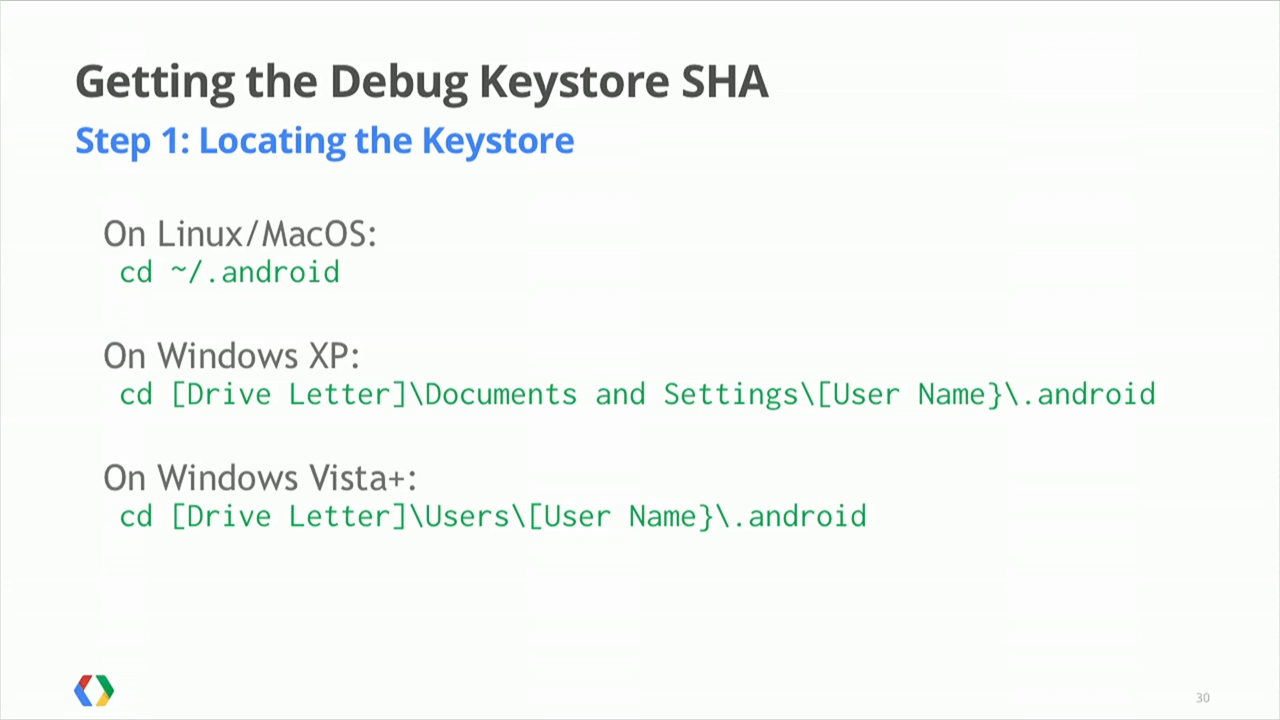 Getting the Debug Keystore SHA
Step 1: Locating the Keystore
On Linux/MacOS:
cd ~/.android
On Windows XP:
cd [Drive Letter]\Documents and Settings\[User Name}\.android
On Windows Vista+:
cd [Drive Letter]\Users\[User Name}\.android
30